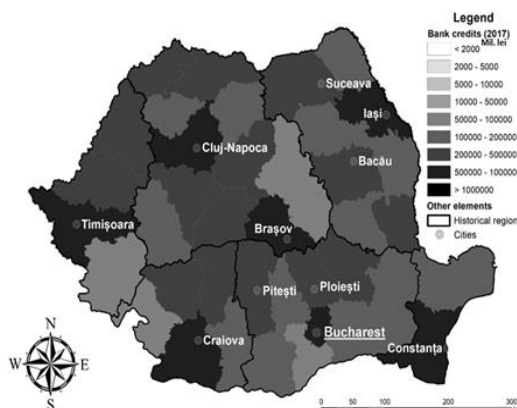 Legend
Bank credits (2017)
Mil. lei
< 2000
2000 - 5000
5000 - 10000
10000 - 50000
50000 - 100000
100000 - 200000
200000 - 500000
500000 - 100000
> 1000000
Other elements
Historical region
Cities
Suceava
Iași
Cluj-Napoca
Bacău
Timișoara
Brașov
Pitești
Ploiești
Bucharest
Craiova
Constanța
N
W
E
S
0
50
100
200
300